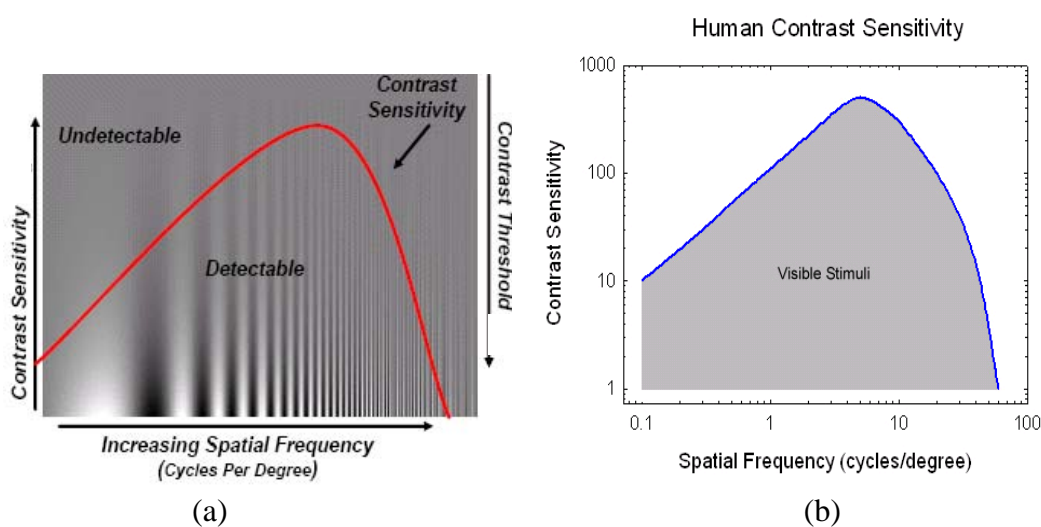 Contrast
Sensitivity
Undetectable
Detectable
Contrast Sensitivity
Contrast Threshold
Increasing Spatial Frequency
(Cycles Per Degree)
(a)
Human Contrast Sensitivity
1000
100
10
1
Contrast Sensitivity
Visible Stimuli
0.1
1
10
100
Spatial Frequency (cycles/degree)
(b)